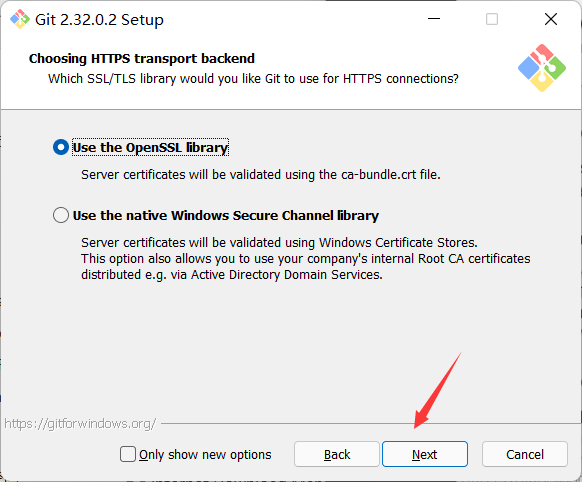 Git 2.32.0.2 Setup
Choosing HTTPS transport backend
Which SSL/TLS library would you like Git to use for HTTPS connections?
Use the OpenSSL library
Server certificates will be validated using the ca-bundle.crt file.
Use the native Windows Secure Channel library
Server certificates will be validated using Windows Certificate Stores.
This option also allows you to use your company's internal Root CA certificates
distributed e.g. via Active Directory Domain Services.
https://gitforwindows.org/
Only show new options
Back
Next
Cancel